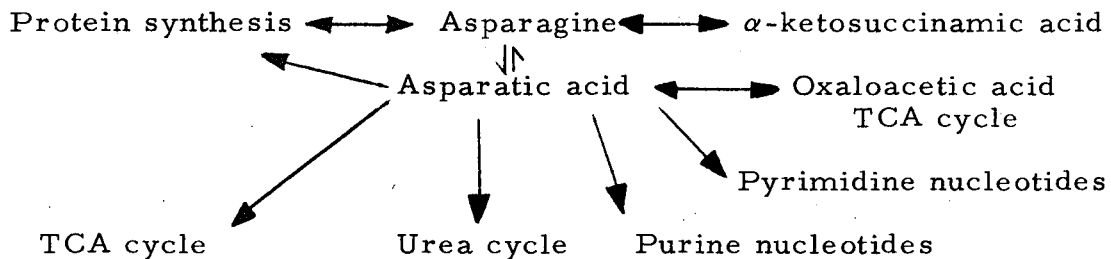 Protein synthesis Asparagine α-ketosuccinamic acid
Asparatic acid Oxaloacetic acid
TCA cycle
Pyrimidine nucleotides
TCA cycle Urea cycle Purine nucleotides